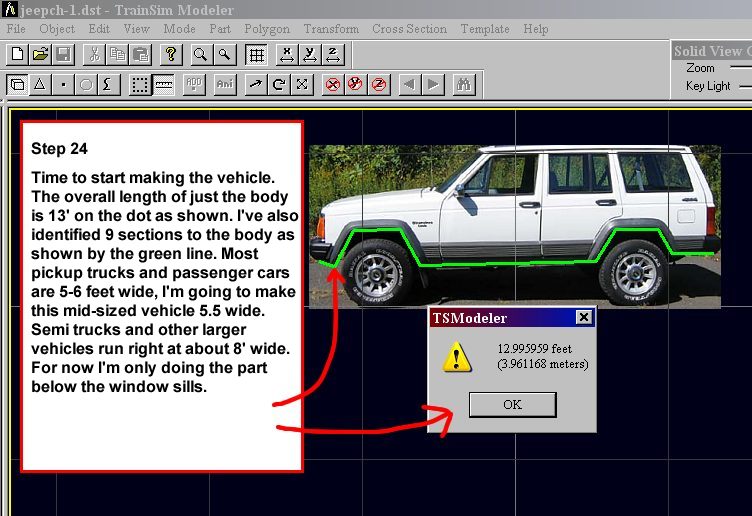 jeepch-1.dst - TrainSim Modeler
File Object Edit View Mode Part Polygon Transform Cross Section Template Help
Solid View
Zoom
Key Light
X Y Z
ADD
Ani
Step 24
Time to start making the vehicle.
The overall length of just the body
is 13' on the dot as shown. I've also
identified 9 sections to the body as
shown by the green line. Most
pickup trucks and passenger cars
are 5-6 feet wide, I'm going to make
this mid-sized vehicle 5.5 wide.
Semi trucks and other larger
vehicles run right at about 8' wide.
For now I'm only doing the part
below the window sills.
TSModeler
12.995959 feet
(3.961168 meters)
OK